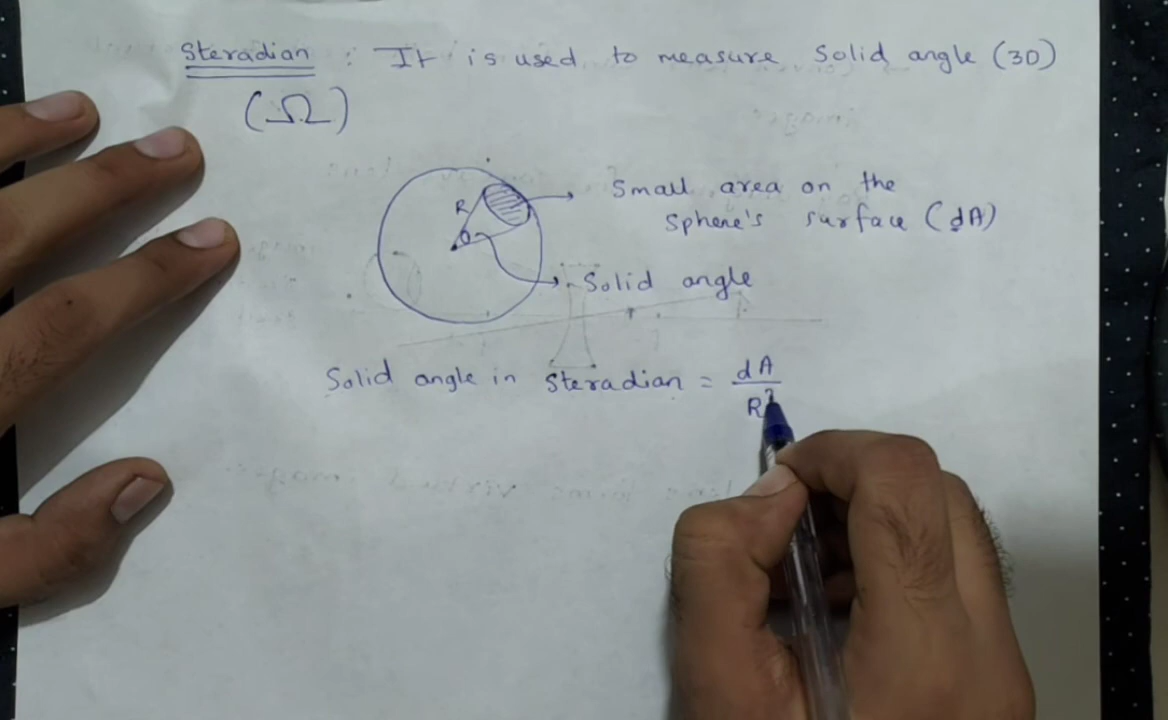 Steradian : It is used to measure Solid angle (3D)
(Ω)
R
Small area on the
Sphere's surface (dA)
Solid angle
Solid angle in Steradian = dA
R²